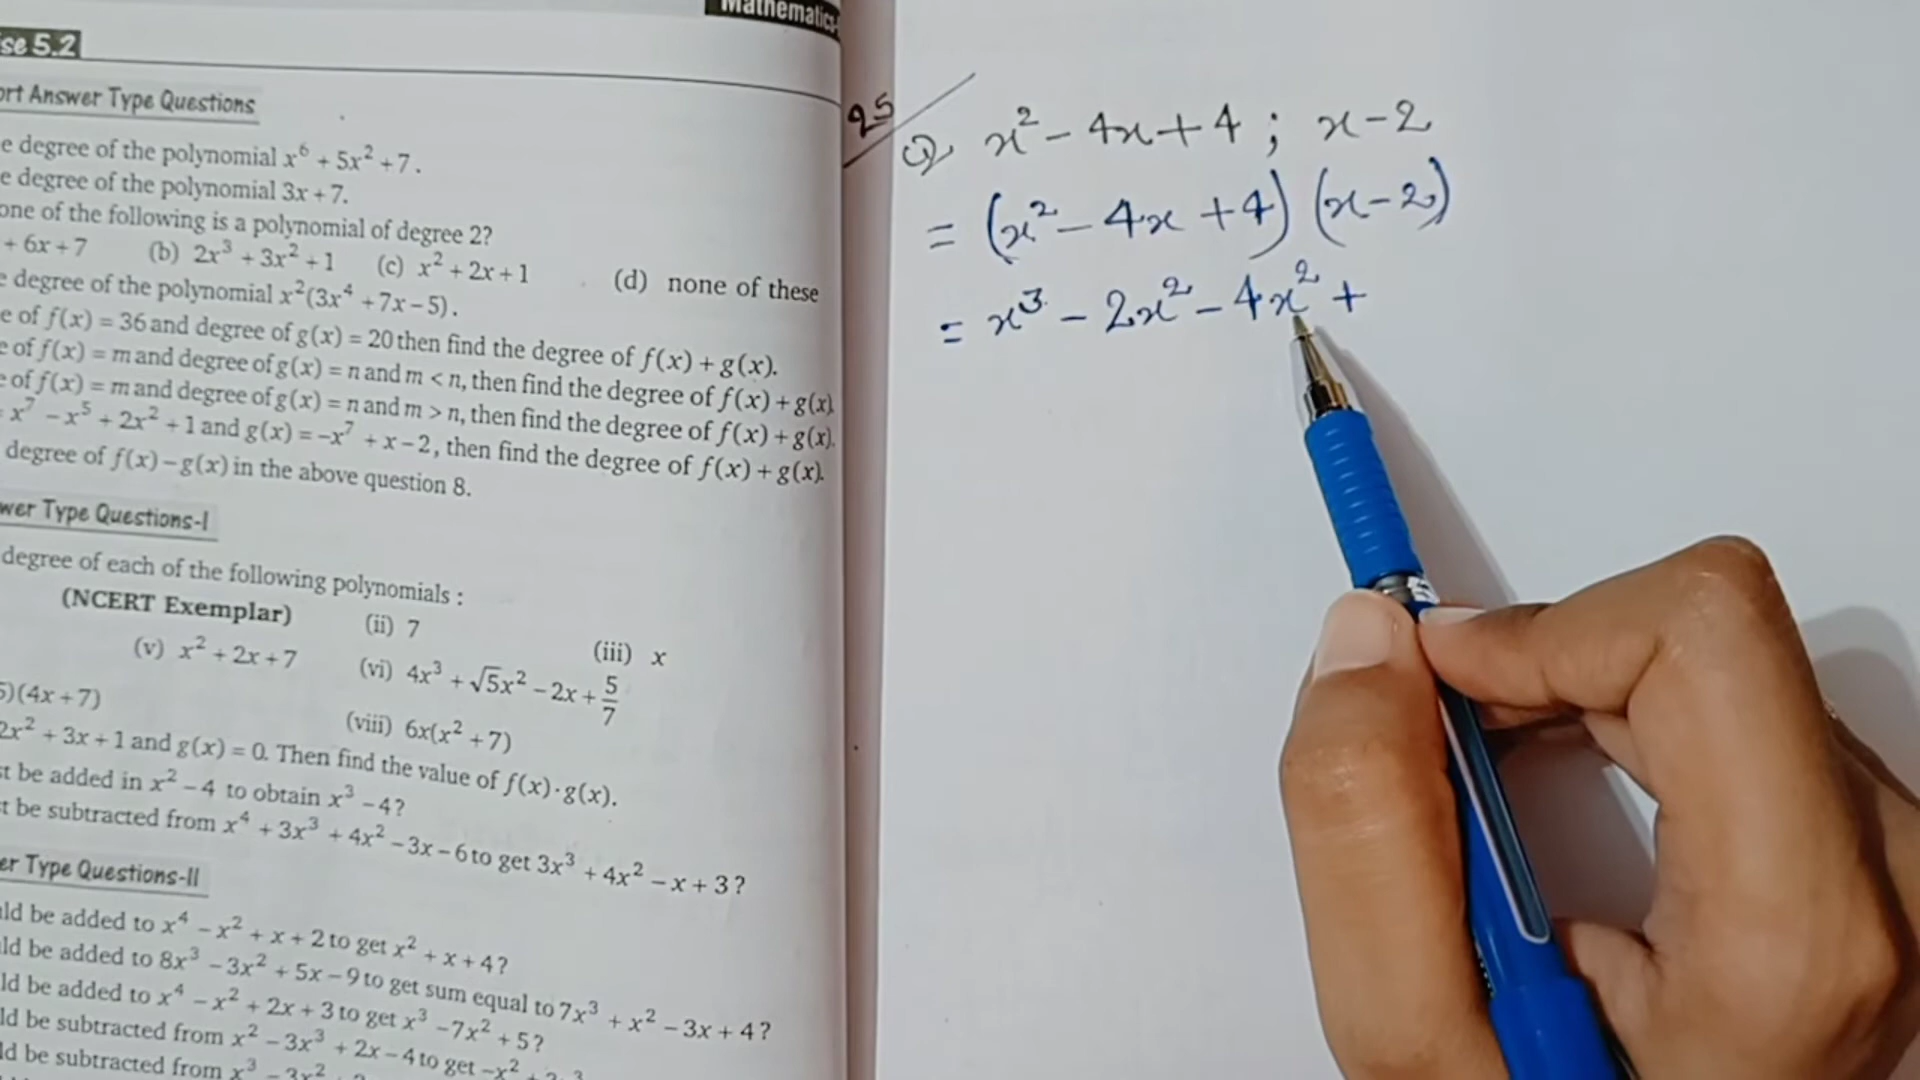 Mathematics
se 5.2
ort Answer Type Questions
e degree of the polynomial x⁶ + 5x² + 7.
e degree of the polynomial 3x + 7.
one of the following is a polynomial of degree 2?
+ 6x + 7 (b) 2x³ + 3x² + 1 (c) x² + 2x + 1 (d) none of these
e degree of the polynomial x²(3x⁴ + 7x − 5).
e of f(x) = 36 and degree of g(x) = 20 then find the degree of f(x) + g(x).
e of f(x) = m and degree of g(x) = n and m < n, then find the degree of f(x) + g(x).
e of f(x) = m and degree of g(x) = n and m > n, then find the degree of f(x) + g(x).
= x⁷ − x⁵ + 2x² + 1 and g(x) = −x⁷ + x − 2, then find the degree of f(x) + g(x).
degree of f(x) − g(x) in the above question 8.
wer Type Questions-I
degree of each of the following polynomials :
(NCERT Exemplar) (ii) 7 (iii) x
(v) x² + 2x + 7 (vi) 4x³ + √5x² − 2x + 5/7
5)(4x + 7) (viii) 6x(x² + 7)
2x² + 3x + 1 and g(x) = 0. Then find the value of f(x)·g(x).
st be added in x² − 4 to obtain x³ − 4?
t be subtracted from x⁴ + 3x³ + 4x² − 3x − 6 to get 3x³ + 4x² − x + 3?
er Type Questions-II
uld be added to x⁴ − x² + x + 2 to get x² + x + 4?
uld be added to 8x³ − 3x² + 5x − 9 to get sum equal to 7x³ + x² − 3x + 4?
ld be added to x⁴ − x² + 2x + 3 to get x³ − 7x² + 5?
ld be subtracted from x² − 3x³ + 2x − 4 to get −x²
ld be subtracted from x³ − 3x²
25
Q x² − 4x + 4 ; x − 2
= (x² − 4x + 4) (x − 2)
= x³ − 2x² − 4x² +